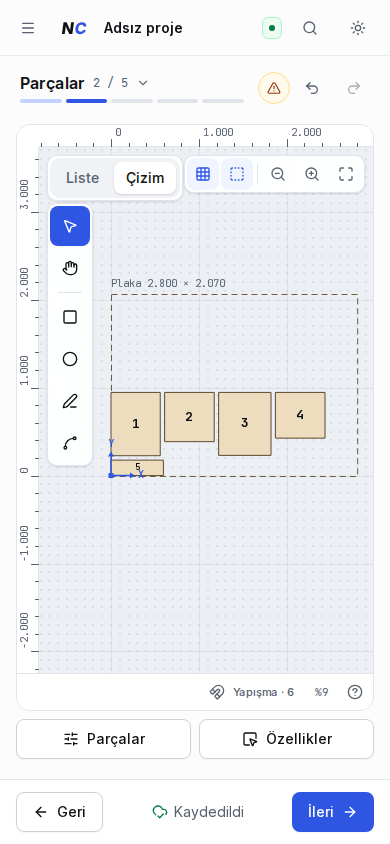 NC Adsız proje
Parçalar 2 / 5
0 1.000 2.000
Liste Çizim
3.000
2.000
1.000
0
-1.000
-2.000
Plaka 2.800 × 2.070
1 2 3 4
Y
5
X
Yapışma · 6 %9
Parçalar Özellikler
Geri Kaydedildi İleri